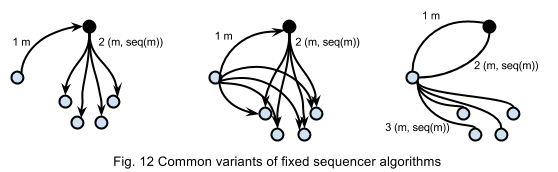 1 m
2 (m, seq(m))
1 m
2 (m, seq(m))
1 m
2 (m, seq(m))
3 (m, seq(m))
Fig. 12 Common variants of fixed sequencer algorithms